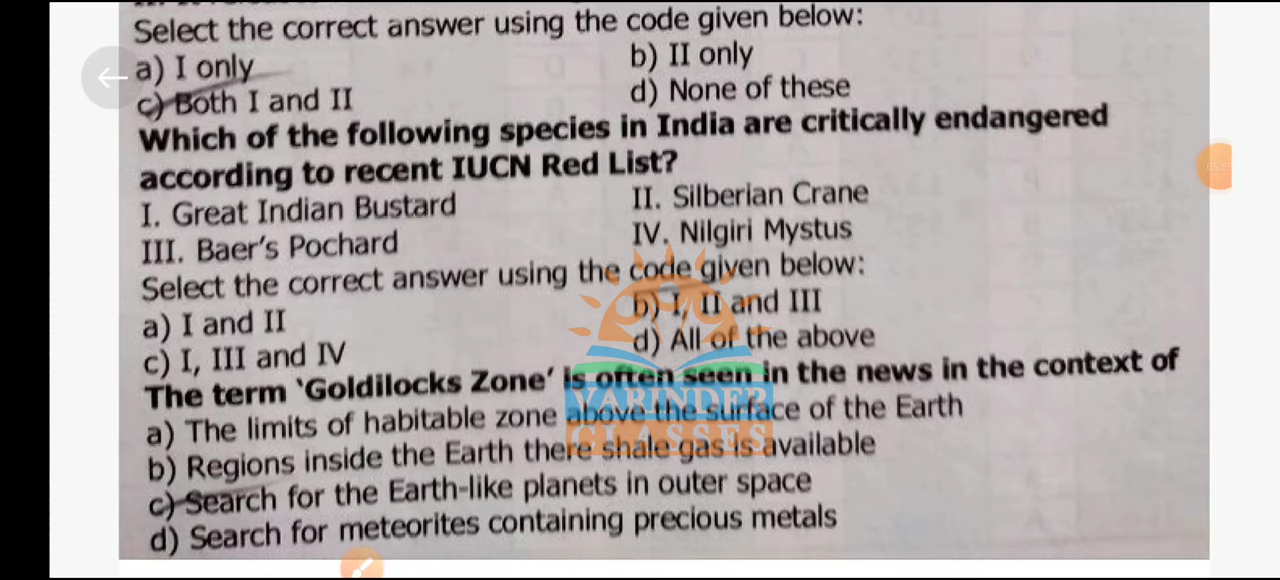 Select the correct answer using the code given below:
a) I only
b) II only
c) Both I and II
d) None of these
Which of the following species in India are critically endangered
according to recent IUCN Red List?
I. Great Indian Bustard
II. Silberian Crane
III. Baer's Pochard
IV. Nilgiri Mystus
Select the correct answer using the code given below:
a) I and II
b) I, II and III
c) I, III and IV
d) All of the above
The term 'Goldilocks Zone' is often seen in the news in the context of
a) The limits of habitable zone above the surface of the Earth
b) Regions inside the Earth there shale gas is available
c) Search for the Earth-like planets in outer space
d) Search for meteorites containing precious metals
VARINDER
CLASSES